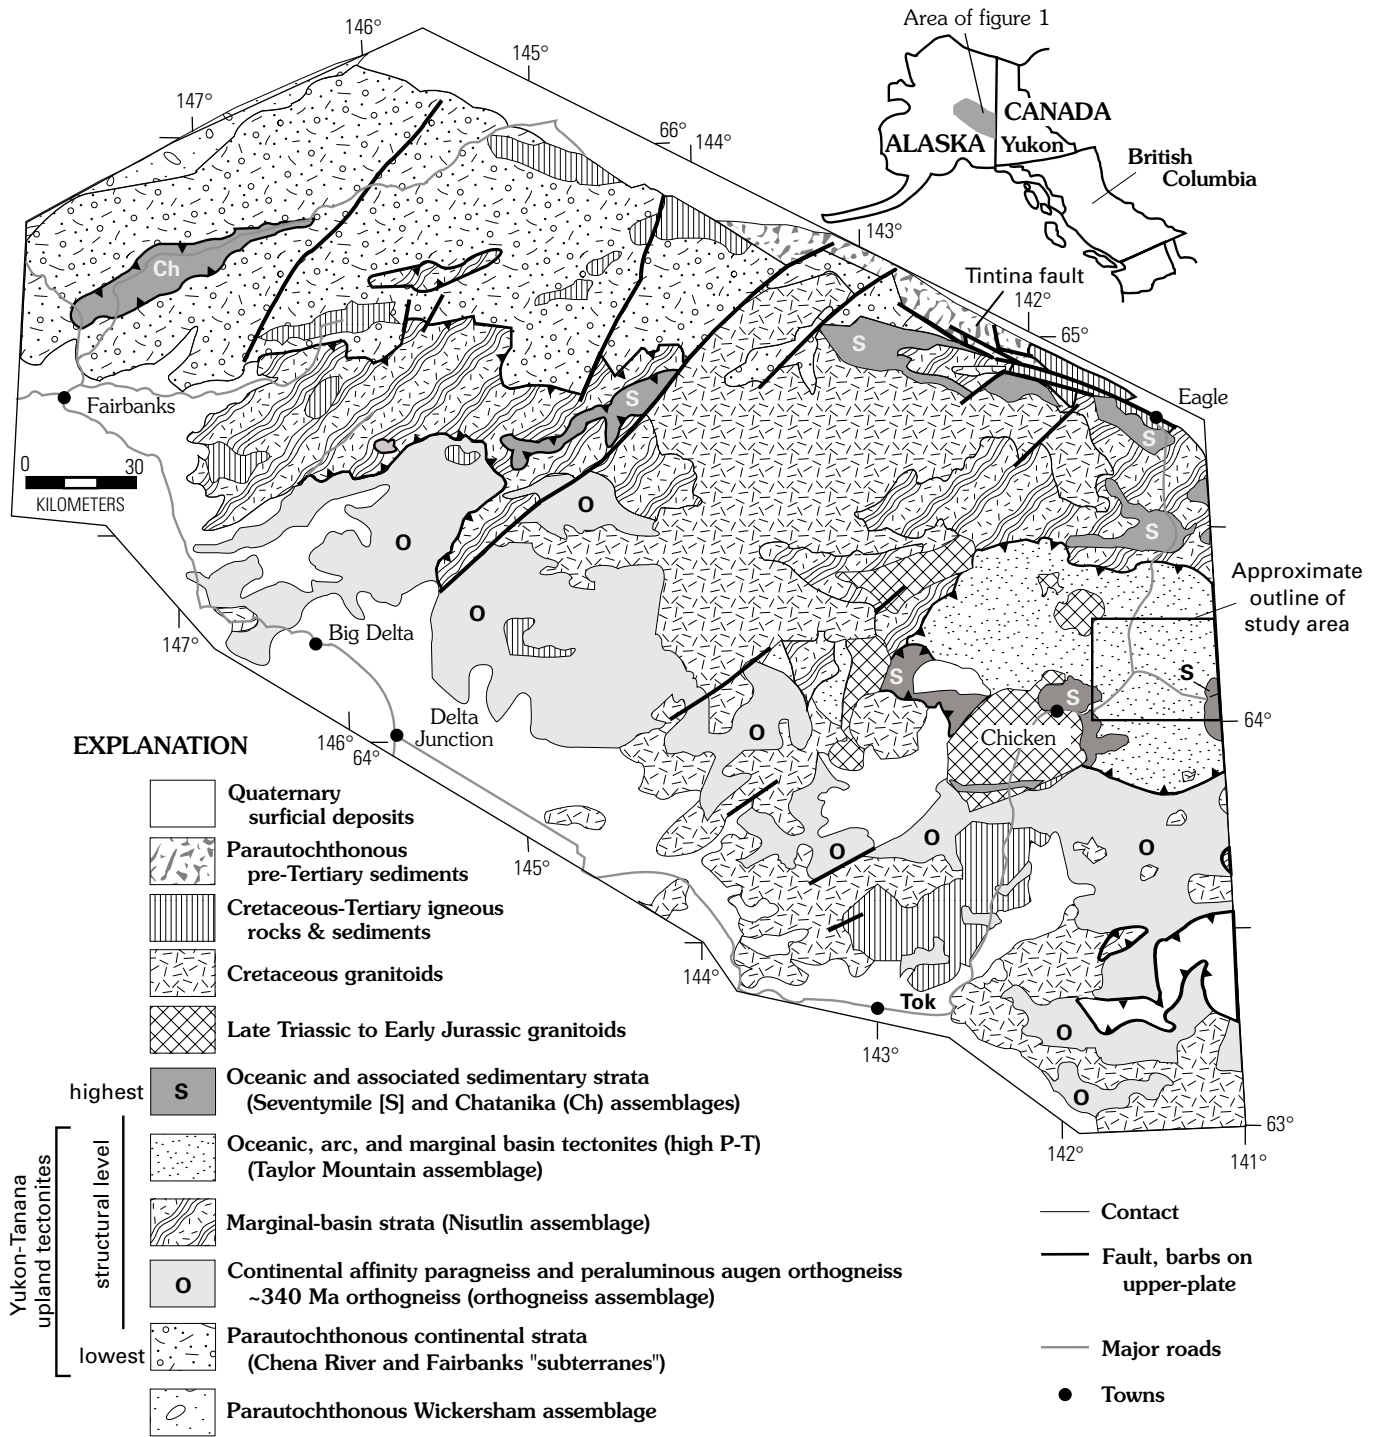 Area of figure 1
146°
145°
147°
66°
144°
CANADA
ALASKA
Yukon
British
Columbia
143°
Tintina fault
142°
65°
Ch
S
S
S
Eagle
Fairbanks
0 30
KILOMETERS
O
O
S
Approximate
outline of
study area
O
147°
Big Delta
S
S
S
Delta
Junction
O
Chicken
64°
146°
64°
O
O
O
145°
144°
Tok
143°
O
O
63°
142°
141°
EXPLANATION
Quaternary
surficial deposits
Parautochthonous
pre-Tertiary sediments
Cretaceous-Tertiary igneous
rocks & sediments
Cretaceous granitoids
Late Triassic to Early Jurassic granitoids
highest
S
Oceanic and associated sedimentary strata
(Seventymile [S] and Chatanika (Ch) assemblages)
Oceanic, arc, and marginal basin tectonites (high P-T)
(Taylor Mountain assemblage)
Yukon-Tanana
upland tectonites
structural level
Marginal-basin strata (Nisutlin assemblage)
O
Continental affinity paragneiss and peraluminous augen orthogneiss
~340 Ma orthogneiss (orthogneiss assemblage)
lowest
Parautochthonous continental strata
(Chena River and Fairbanks "subterranes")
Parautochthonous Wickersham assemblage
Contact
Fault, barbs on
upper-plate
Major roads
Towns